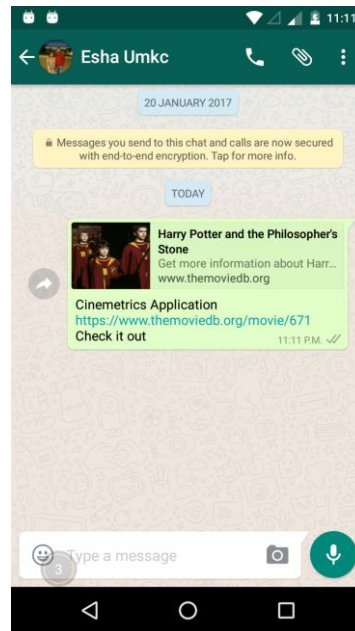 11:11
Esha Umkc
20 JANUARY 2017
Messages you send to this chat and calls are now secured
with end-to-end encryption. Tap for more info.
TODAY
Harry Potter and the Philosopher's
Stone
Get more information about Harr...
www.themoviedb.org
Cinemetrics Application
https://www.themoviedb.org/movie/671
Check it out
11:11 P.M.
Type a message
3